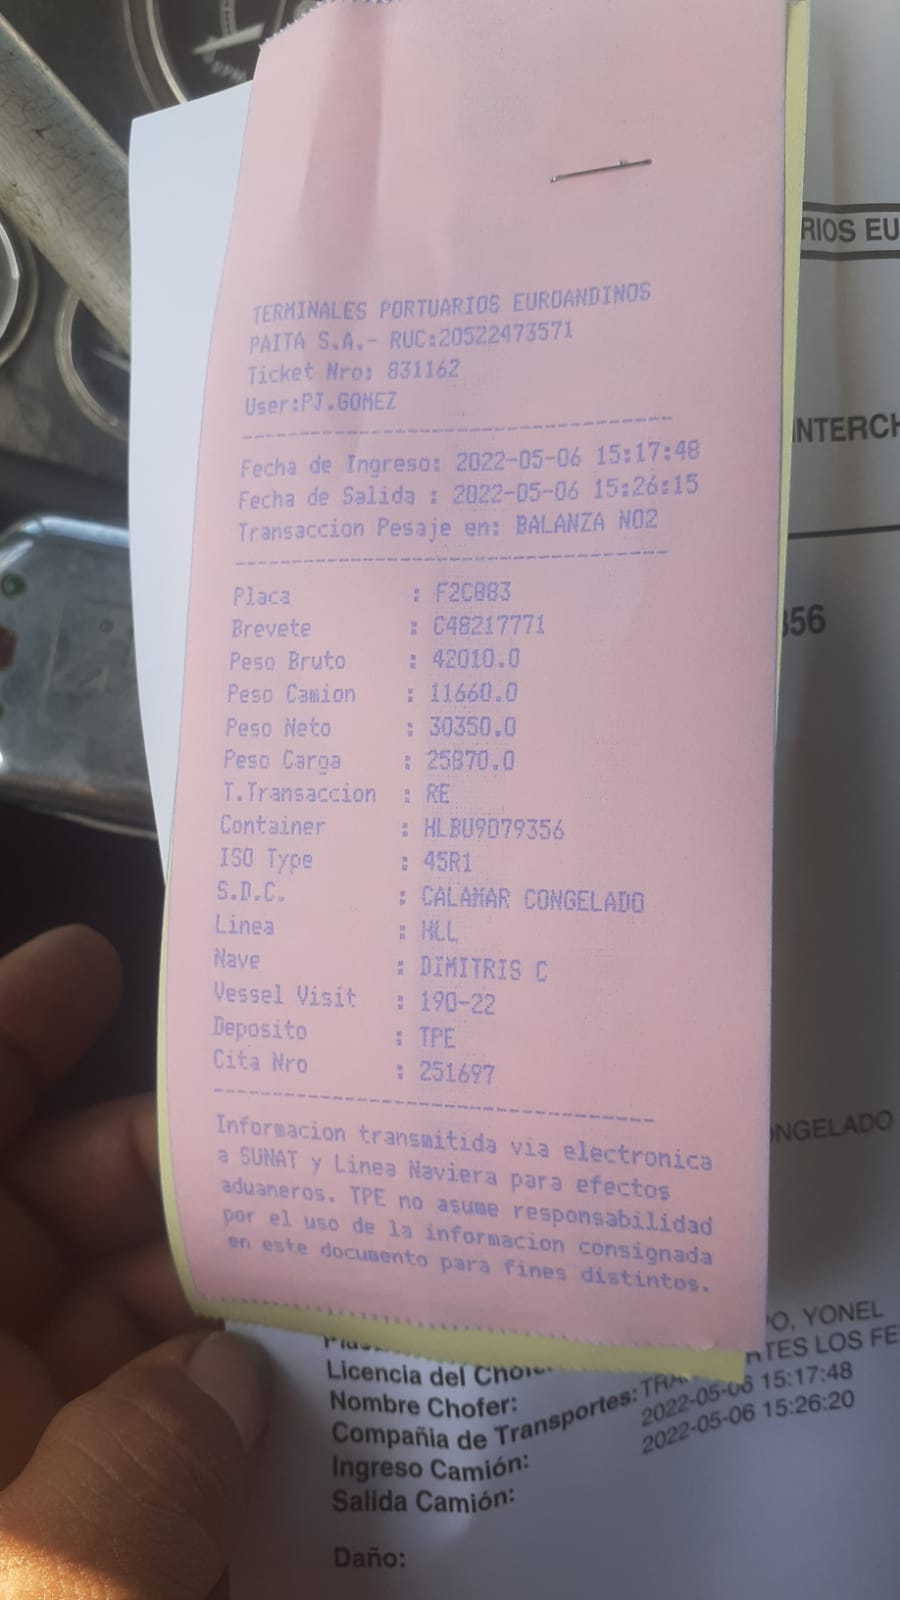 TERMINALES PORTUARIOS EUROANDINOS
PAITA S.A.- RUC:20522473571
Ticket Nro: 831162
User:PJ.GOMEZ
Fecha de Ingreso: 2022-05-06 15:17:48
Fecha de Salida : 2022-05-06 15:26:15
Transaccion Pesaje en: BALANZA NO2
Placa : F2C883
Brevete : C48217771
Peso Bruto : 42010.0
Peso Camion : 11660.0
Peso Neto : 30350.0
Peso Carga : 25870.0
T.Transaccion : RE
Container : HLBU9079356
ISO Type : 45R1
S.D.C. : CALAMAR CONGELADO
Linea : HLL
Nave : DIMITRIS C
Vessel Visit : 190-22
Deposito : TPE
Cita Nro : 251697
Informacion transmitida via electronica
a SUNAT y Linea Naviera para efectos
aduaneros. TPE no asume responsabilidad
por el uso de la informacion consignada
en este documento para fines distintos.
RIOS EU
INTERCH
356
ONGELADO
O, YONEL
Licencia del
Nombre Chofer:
RTES LOS FE
Compañia de Transportes:
2022-05-06 15:17:48
Ingreso Camión:
2022-05-06 15:26:20
Salida Camión:
Daño: